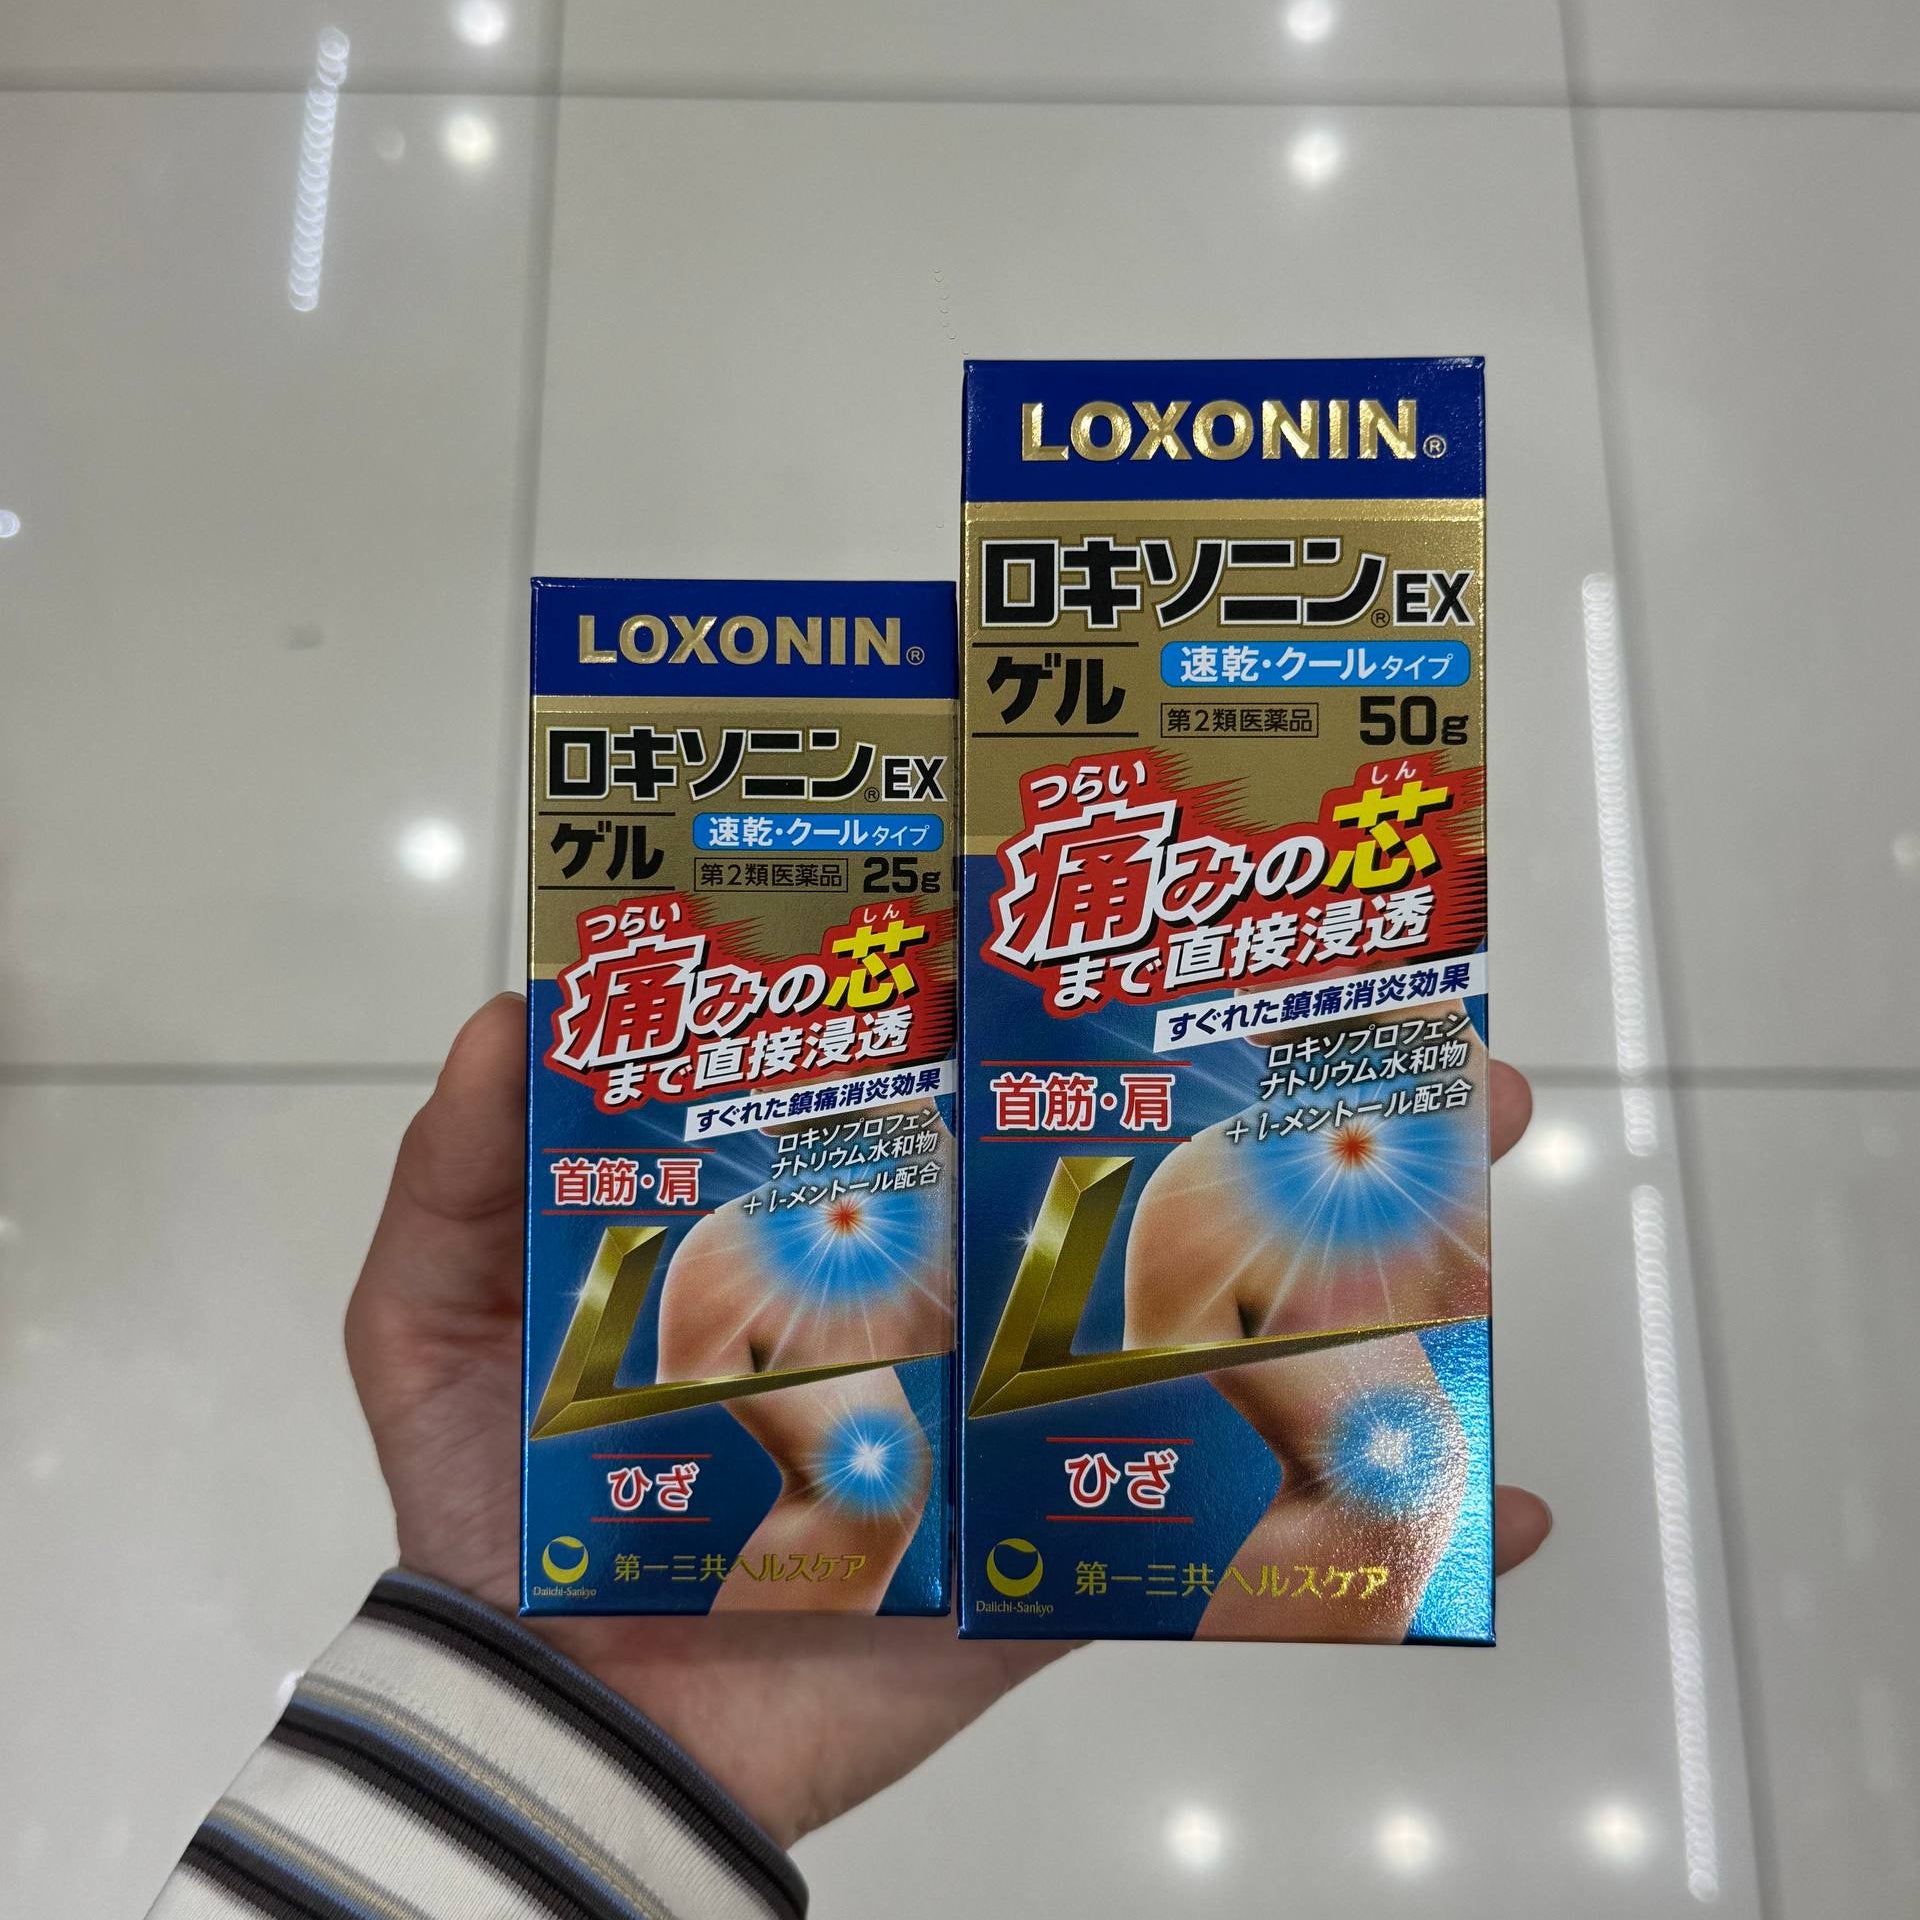 LOXONIN®
ロキソニン®EX
ゲル
速乾・クールタイプ
第2類医薬品
25g
つらい
痛みの芯
しん
まで直接浸透
すぐれた鎮痛消炎効果
ロキソプロフェン
ナトリウム水和物
+l-メントール配合
首筋・肩
ひざ
Daiichi-Sankyo
第一三共ヘルスケア
LOXONIN®
ロキソニン®EX
ゲル
速乾・クールタイプ
第2類医薬品
50g
つらい
痛みの芯
しん
まで直接浸透
すぐれた鎮痛消炎効果
ロキソプロフェン
ナトリウム水和物
+l-メントール配合
首筋・肩
ひざ
Daiichi-Sankyo
第一三共ヘルスケア